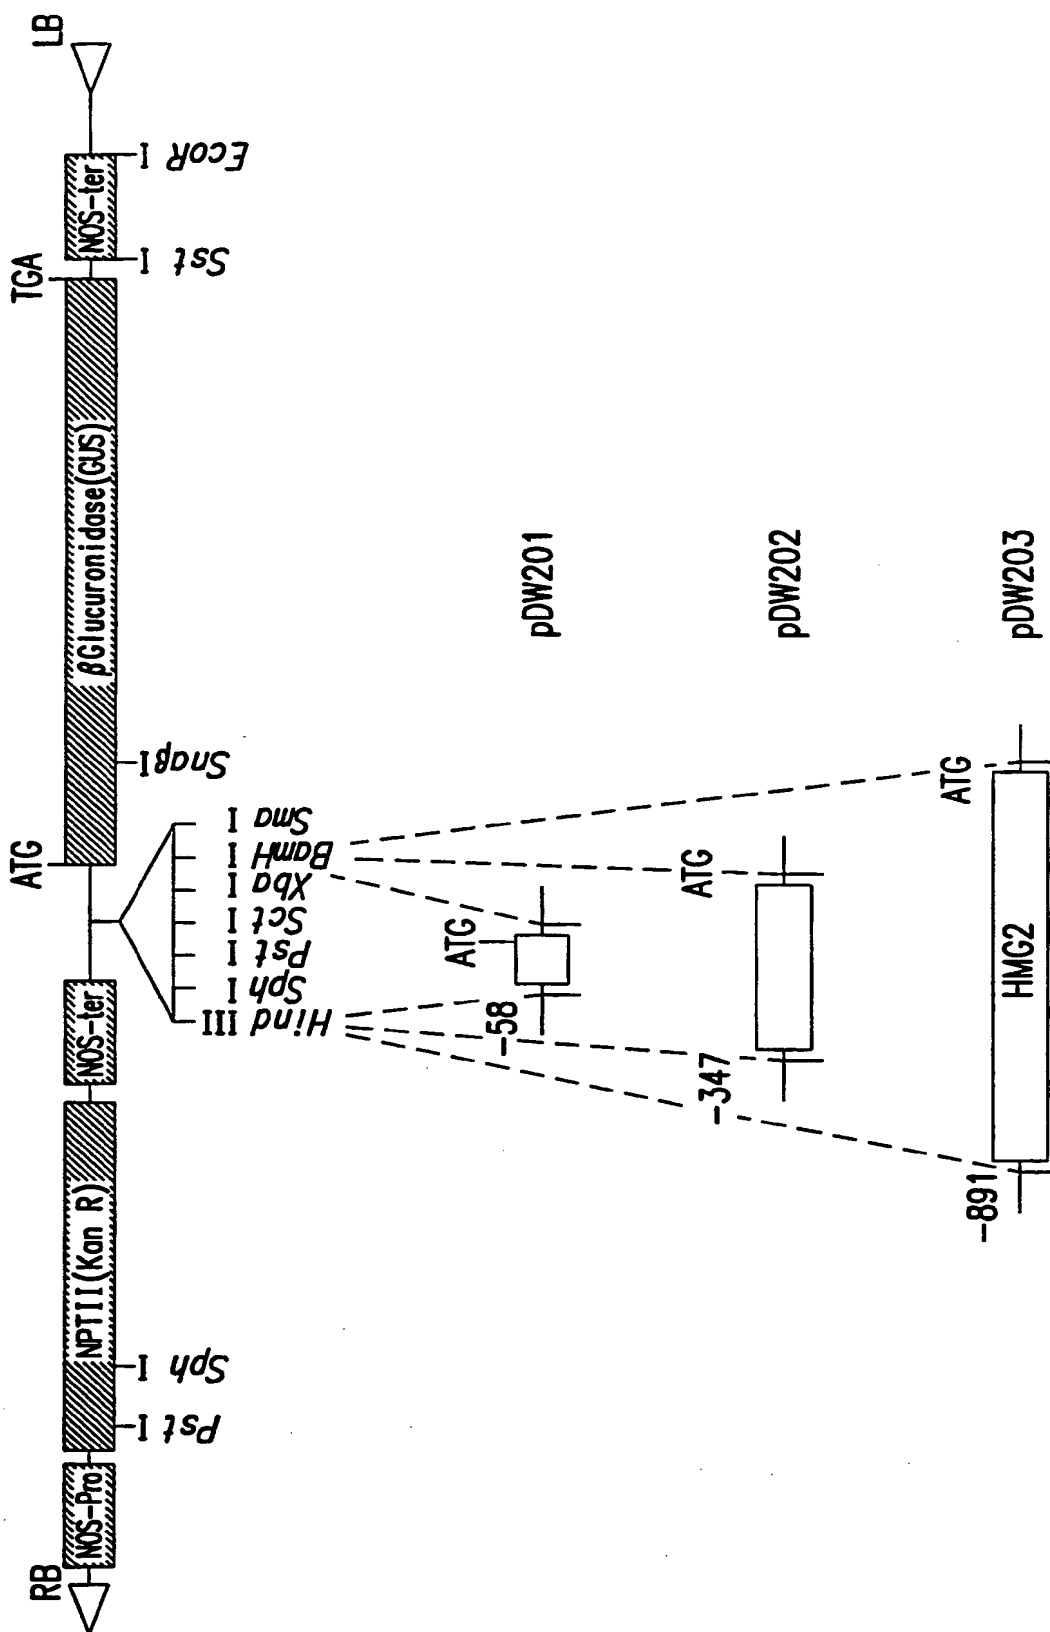 RB
NOS-Pro
NPTII(Kan R)
NOS-ter
ATG
βGlucuronidase(GUS)
TGA
NOS-ter
LB
Pst I
Sph I
Hind III
Sph I
Pst I
Sct I
Xba I
BamH I
Sma I
SnaβI
Sst I
EcoR I
-58
ATG
pDW201
-347
ATG
pDW202
-891
HMG2
ATG
pDW203